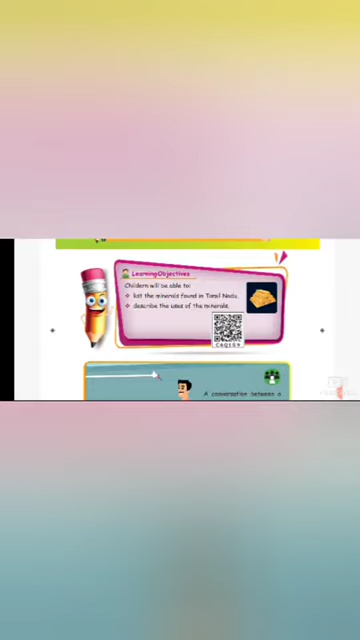 Learning Objectives
Childern will be able to:
❖ list the minerals found in Tamil Nadu.
❖ describe the uses of the minerals.
A conversation between a